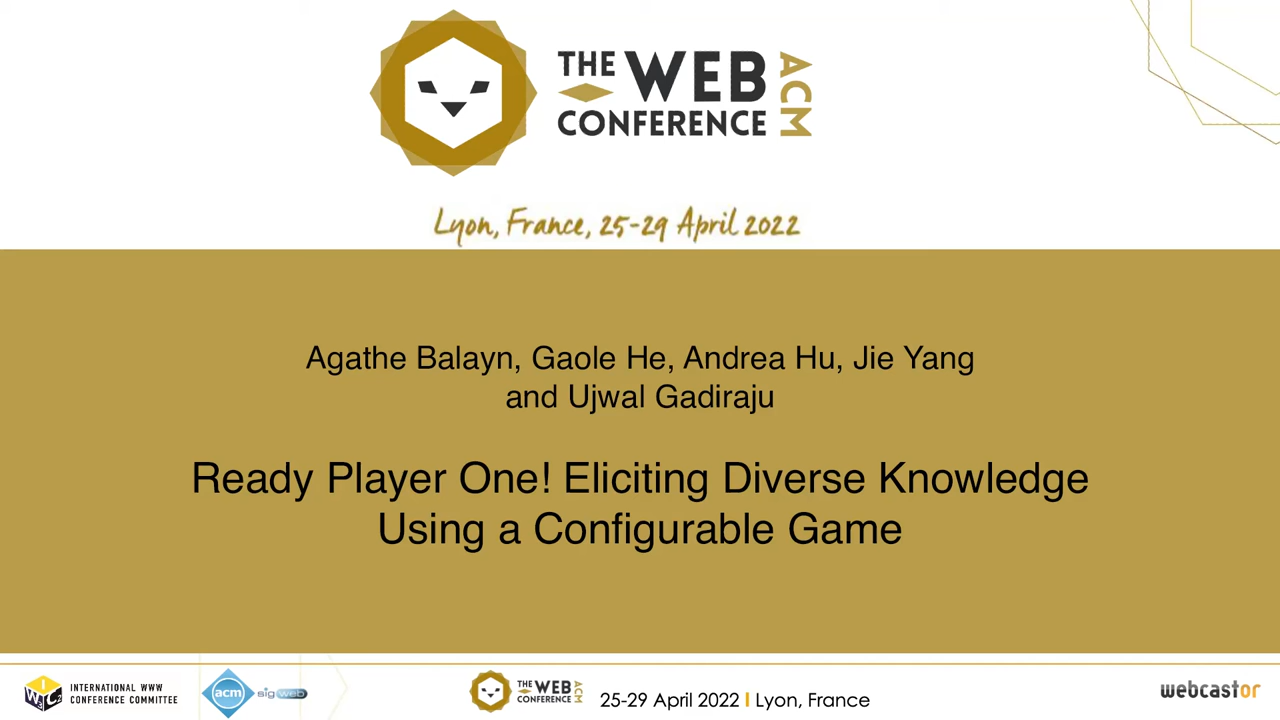 THE WEB
CONFERENCE
ACM
Lyon, France, 25-29 April 2022
Agathe Balayn, Gaole He, Andrea Hu, Jie Yang
and Ujwal Gadiraju
Ready Player One! Eliciting Diverse Knowledge
Using a Configurable Game
INTERNATIONAL WWW
CONFERENCE COMMITTEE
acm
sigweb
THE WEB
CONFERENCE
ACM
25-29 April 2022 I Lyon, France
webcastor